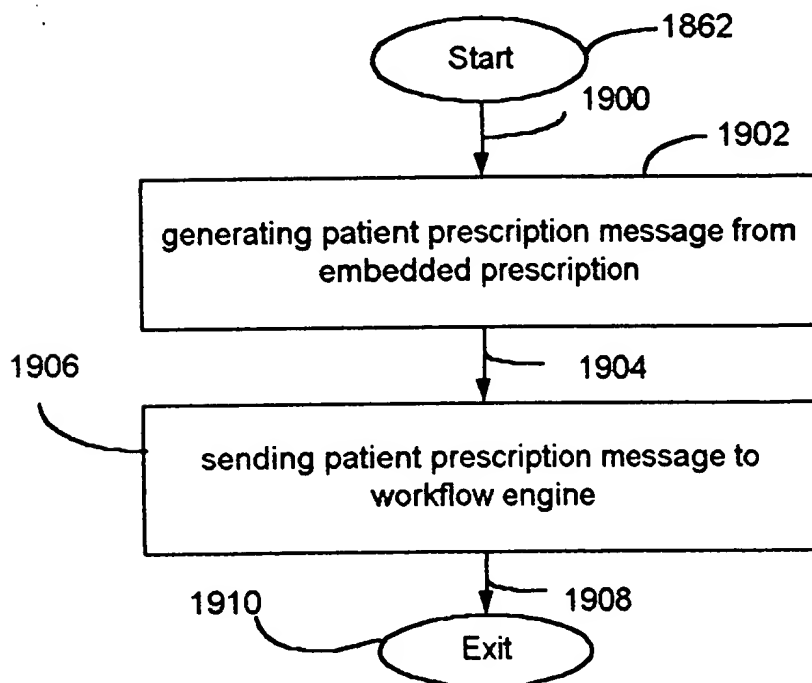 Start
1862
1900
1902
generating patient prescription message from
embedded prescription
1904
1906
sending patient prescription message to
workflow engine
1908
1910
Exit